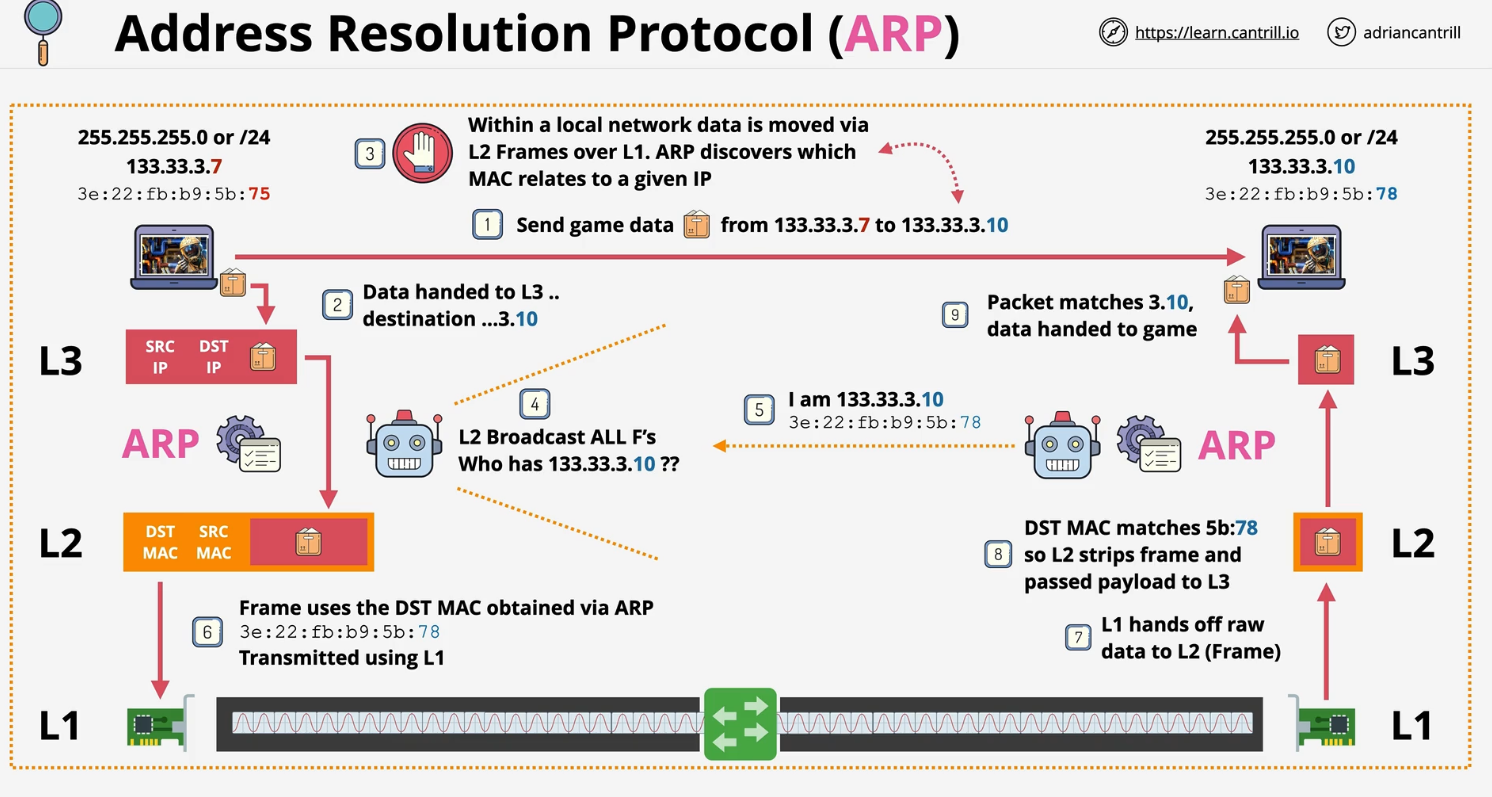 Address Resolution Protocol (ARP)
https://learn.cantrill.io
adriancantrill
255.255.255.0 or /24
133.33.3.7
3e:22:fb:b9:5b:75
3
Within a local network data is moved via
L2 Frames over L1. ARP discovers which
MAC relates to a given IP
255.255.255.0 or /24
133.33.3.10
3e:22:fb:b9:5b:78
1
Send game data from 133.33.3.7 to 133.33.3.10
2
Data handed to L3 ..
destination ...3.10
9
Packet matches 3.10,
data handed to game
L3
SRC IP
DST IP
L3
4
L2 Broadcast ALL F’s
Who has 133.33.3.10 ??
5
I am 133.33.3.10
3e:22:fb:b9:5b:78
ARP
ARP
L2
DST MAC
SRC MAC
8
DST MAC matches 5b:78
so L2 strips frame and
passed payload to L3
L2
6
Frame uses the DST MAC obtained via ARP
3e:22:fb:b9:5b:78
Transmitted using L1
7
L1 hands off raw
data to L2 (Frame)
L1
L1